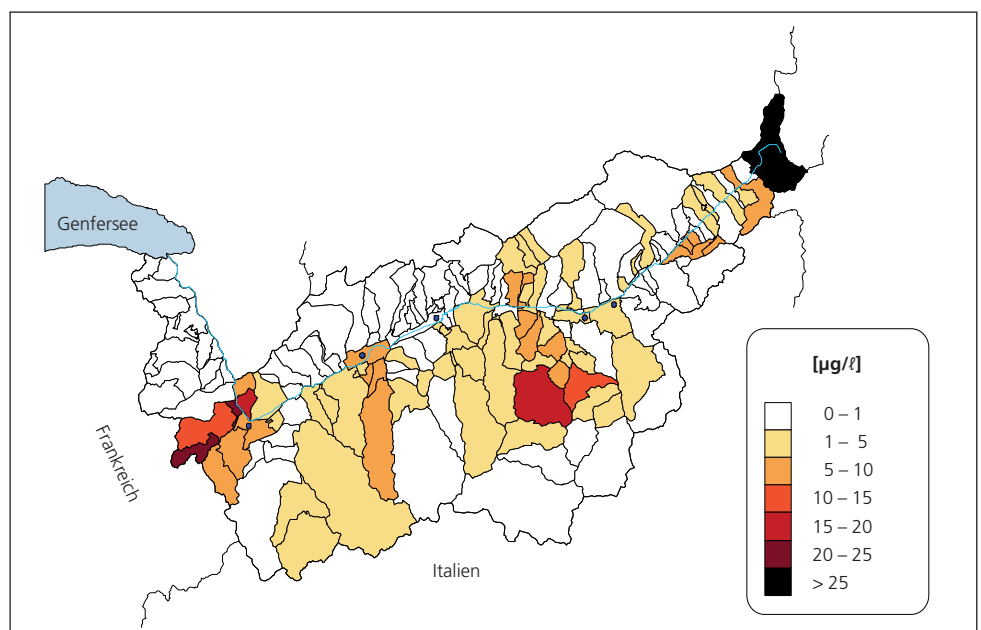 Genfersee
Frankreich
Italien
[µg/ℓ]
0 – 1
1 – 5
5 – 10
10 – 15
15 – 20
20 – 25
> 25